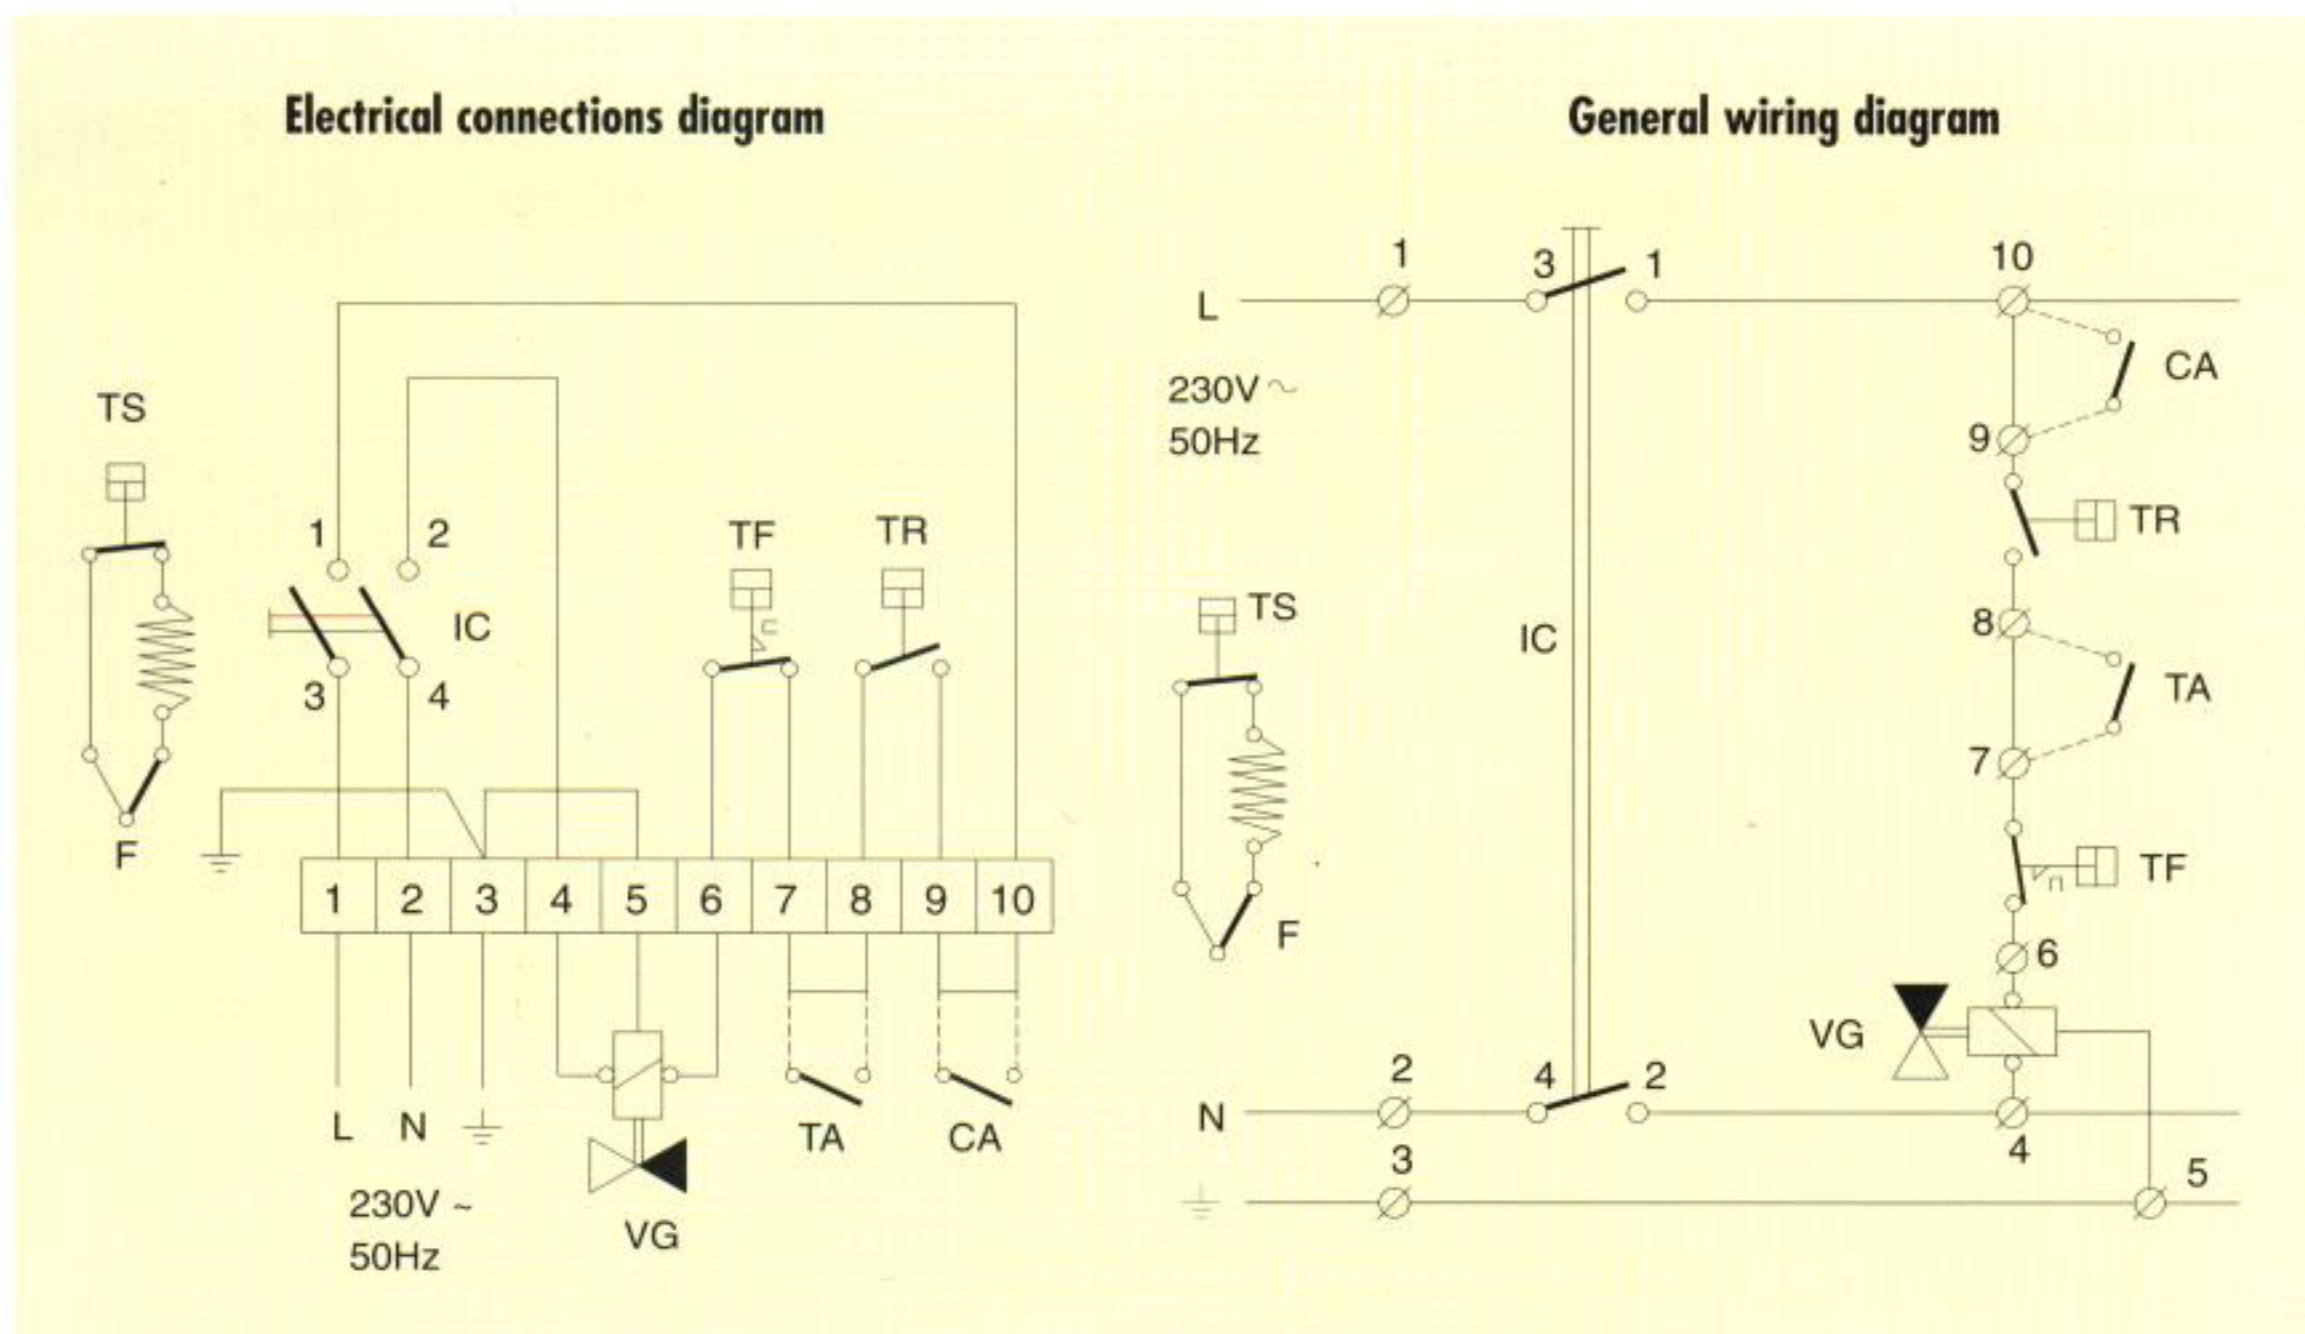 Electrical connections diagram
General wiring diagram
TS
1 2
IC
3 4
F
TF
TR
1 2 3 4 5 6 7 8 9 10
L N
230V ~
50Hz
VG
TA
CA
L
1
3
1
10
230V ~
50Hz
CA
9
TR
TS
IC
8
TA
7
F
TF
6
VG
N
2
4
2
4
3
5